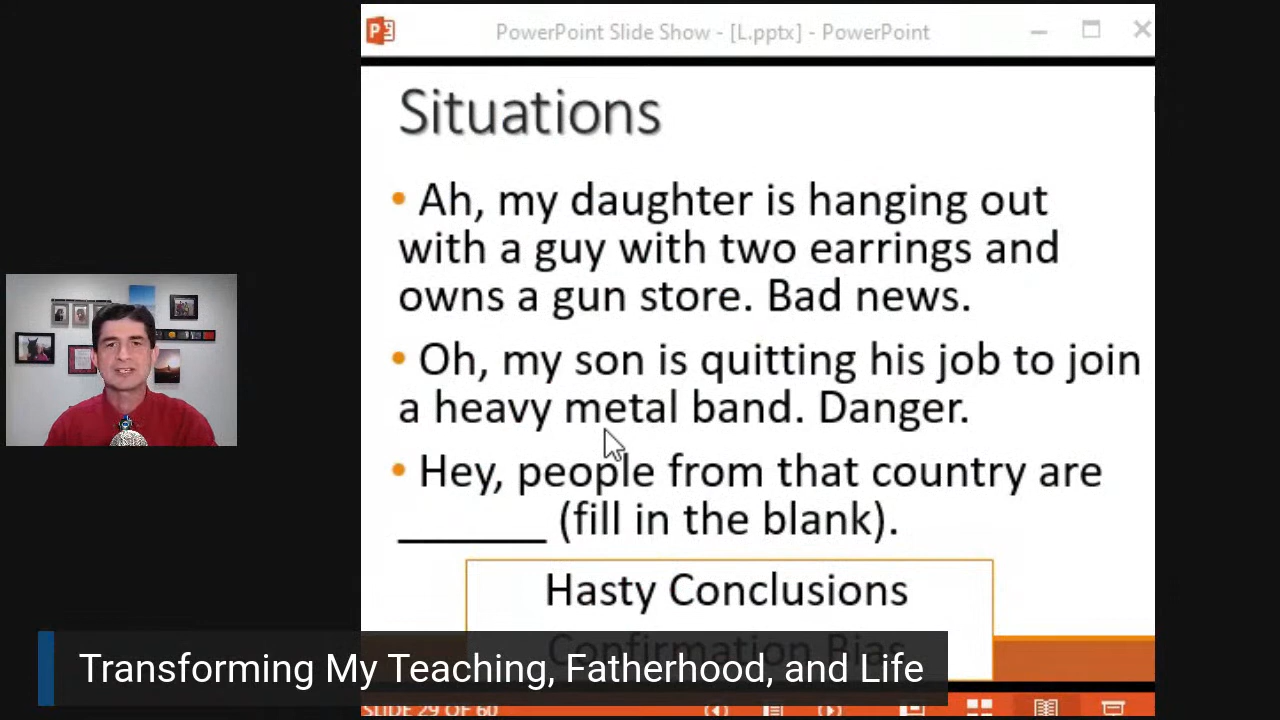 PowerPoint Slide Show - [L.pptx] - PowerPoint
Situations
• Ah, my daughter is hanging out
with a guy with two earrings and
owns a gun store. Bad news.
• Oh, my son is quitting his job to join
a heavy metal band. Danger.
• Hey, people from that country are
______ (fill in the blank).
Hasty Conclusions
Confirmation Bias
Transforming My Teaching, Fatherhood, and Life
SLIDE 29 OF 60